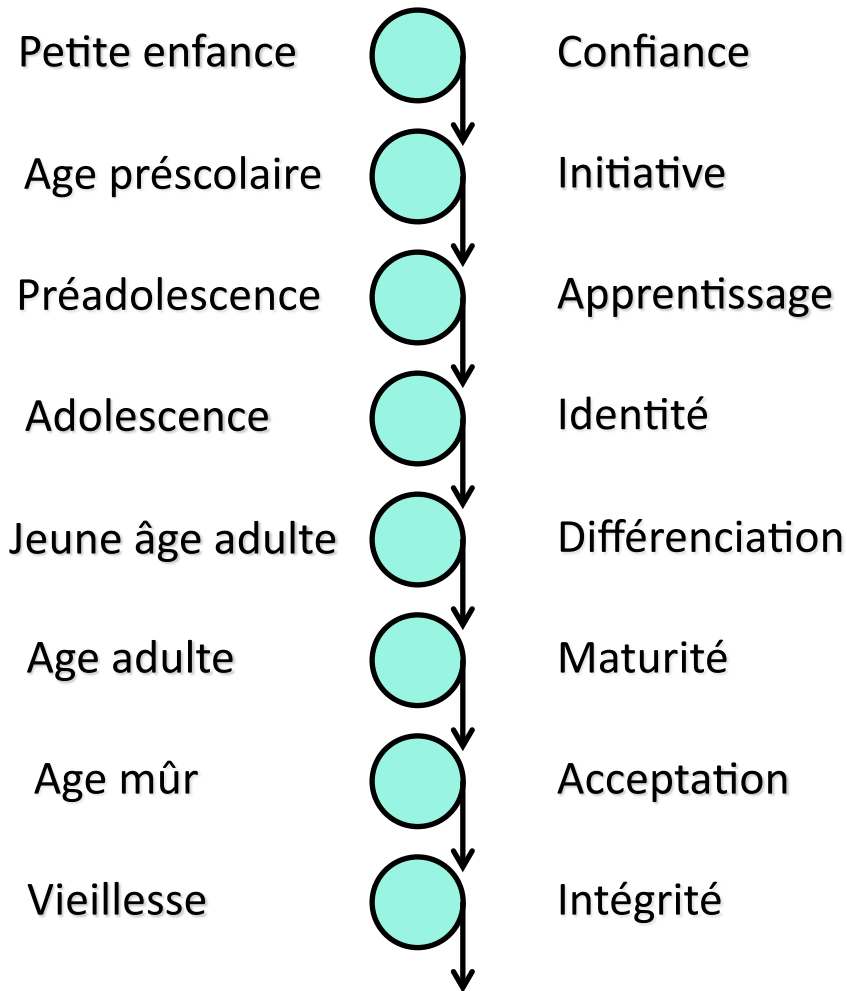 Petite enfance Confiance
Age préscolaire Initiative
Préadolescence Apprentissage
Adolescence Identité
Jeune âge adulte Différenciation
Age adulte Maturité
Age mûr Acceptation
Vieillesse Intégrité